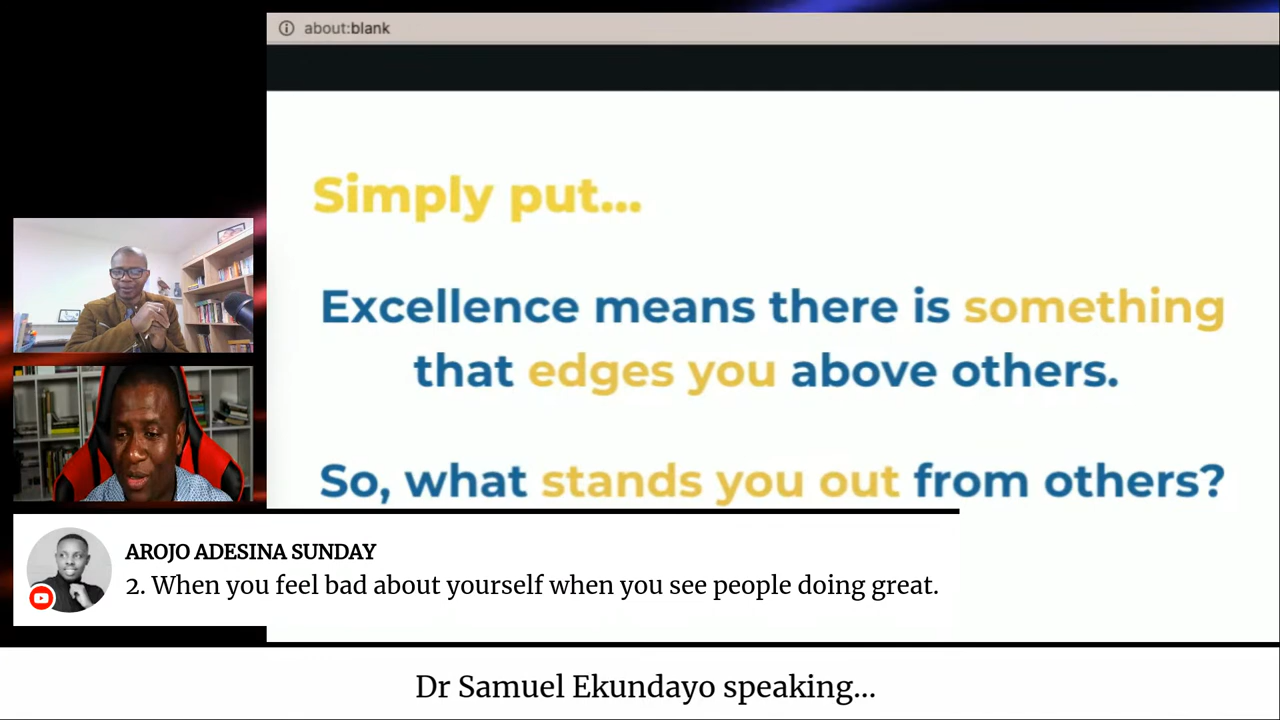 about:blank
Simply put...
Excellence means there is something
that edges you above others.
So, what stands you out from others?
AROJO ADESINA SUNDAY
2. When you feel bad about yourself when you see people doing great.
Dr Samuel Ekundayo speaking...